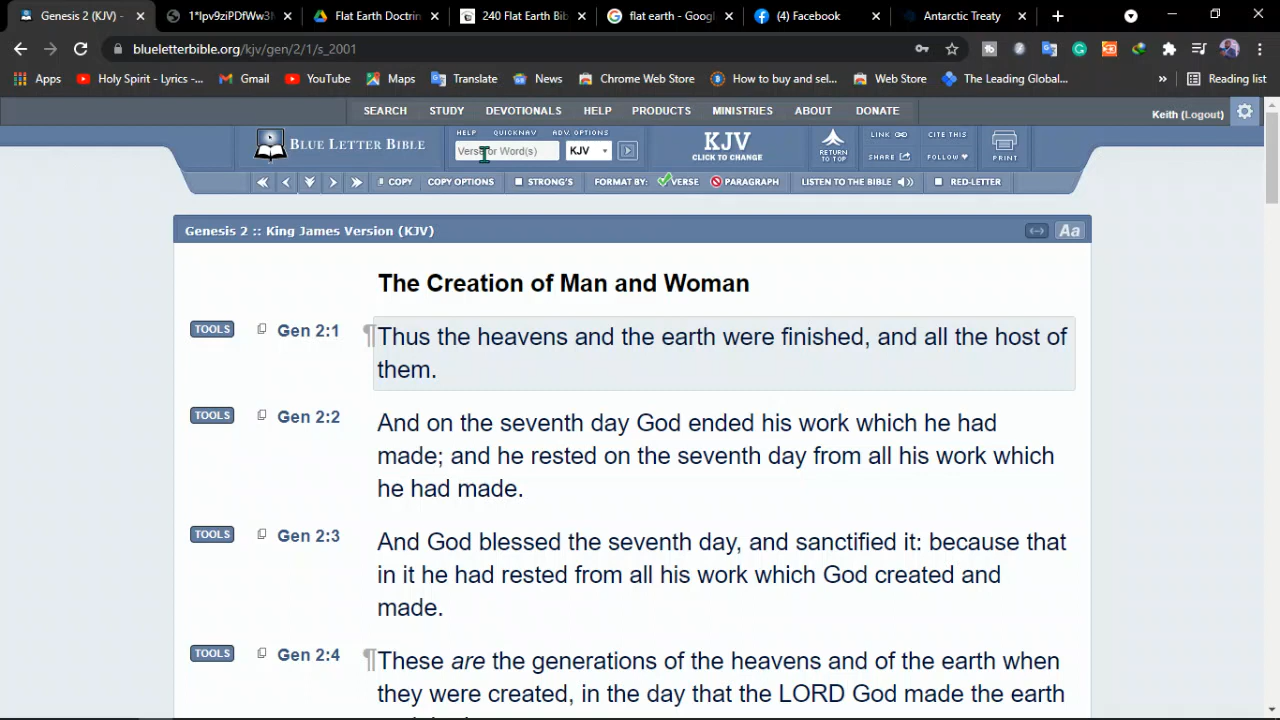 Genesis 2 (KJV) -
1*Ipv9ziPDfWw3
Flat Earth Doctrin
240 Flat Earth Bib
flat earth - Googl
(4) Facebook
Antarctic Treaty
blueletterbible.org/kjv/gen/2/1/s_2001
Apps
Holy Spirit - Lyrics -...
Gmail
YouTube
Maps
Translate
News
Chrome Web Store
How to buy and sel...
Web Store
The Leading Global...
»
Reading list
SEARCH STUDY DEVOTIONALS HELP PRODUCTS MINISTRIES ABOUT DONATE
Keith (Logout)
BLUE LETTER BIBLE
HELP QUICKNAV ADV. OPTIONS
Verse or Word(s)
KJV
KJV
CLICK TO CHANGE
RETURN
TO TOP
LINK
CITE THIS
SHARE
FOLLOW
PRINT
COPY COPY OPTIONS STRONG'S FORMAT BY: VERSE PARAGRAPH LISTEN TO THE BIBLE RED-LETTER
Genesis 2 :: King James Version (KJV)
Aa
The Creation of Man and Woman
TOOLS Gen 2:1 ¶Thus the heavens and the earth were finished, and all the host of
them.
TOOLS Gen 2:2 And on the seventh day God ended his work which he had
made; and he rested on the seventh day from all his work which
he had made.
TOOLS Gen 2:3 And God blessed the seventh day, and sanctified it: because that
in it he had rested from all his work which God created and
made.
TOOLS Gen 2:4 ¶These are the generations of the heavens and of the earth when
they were created, in the day that the LORD God made the earth